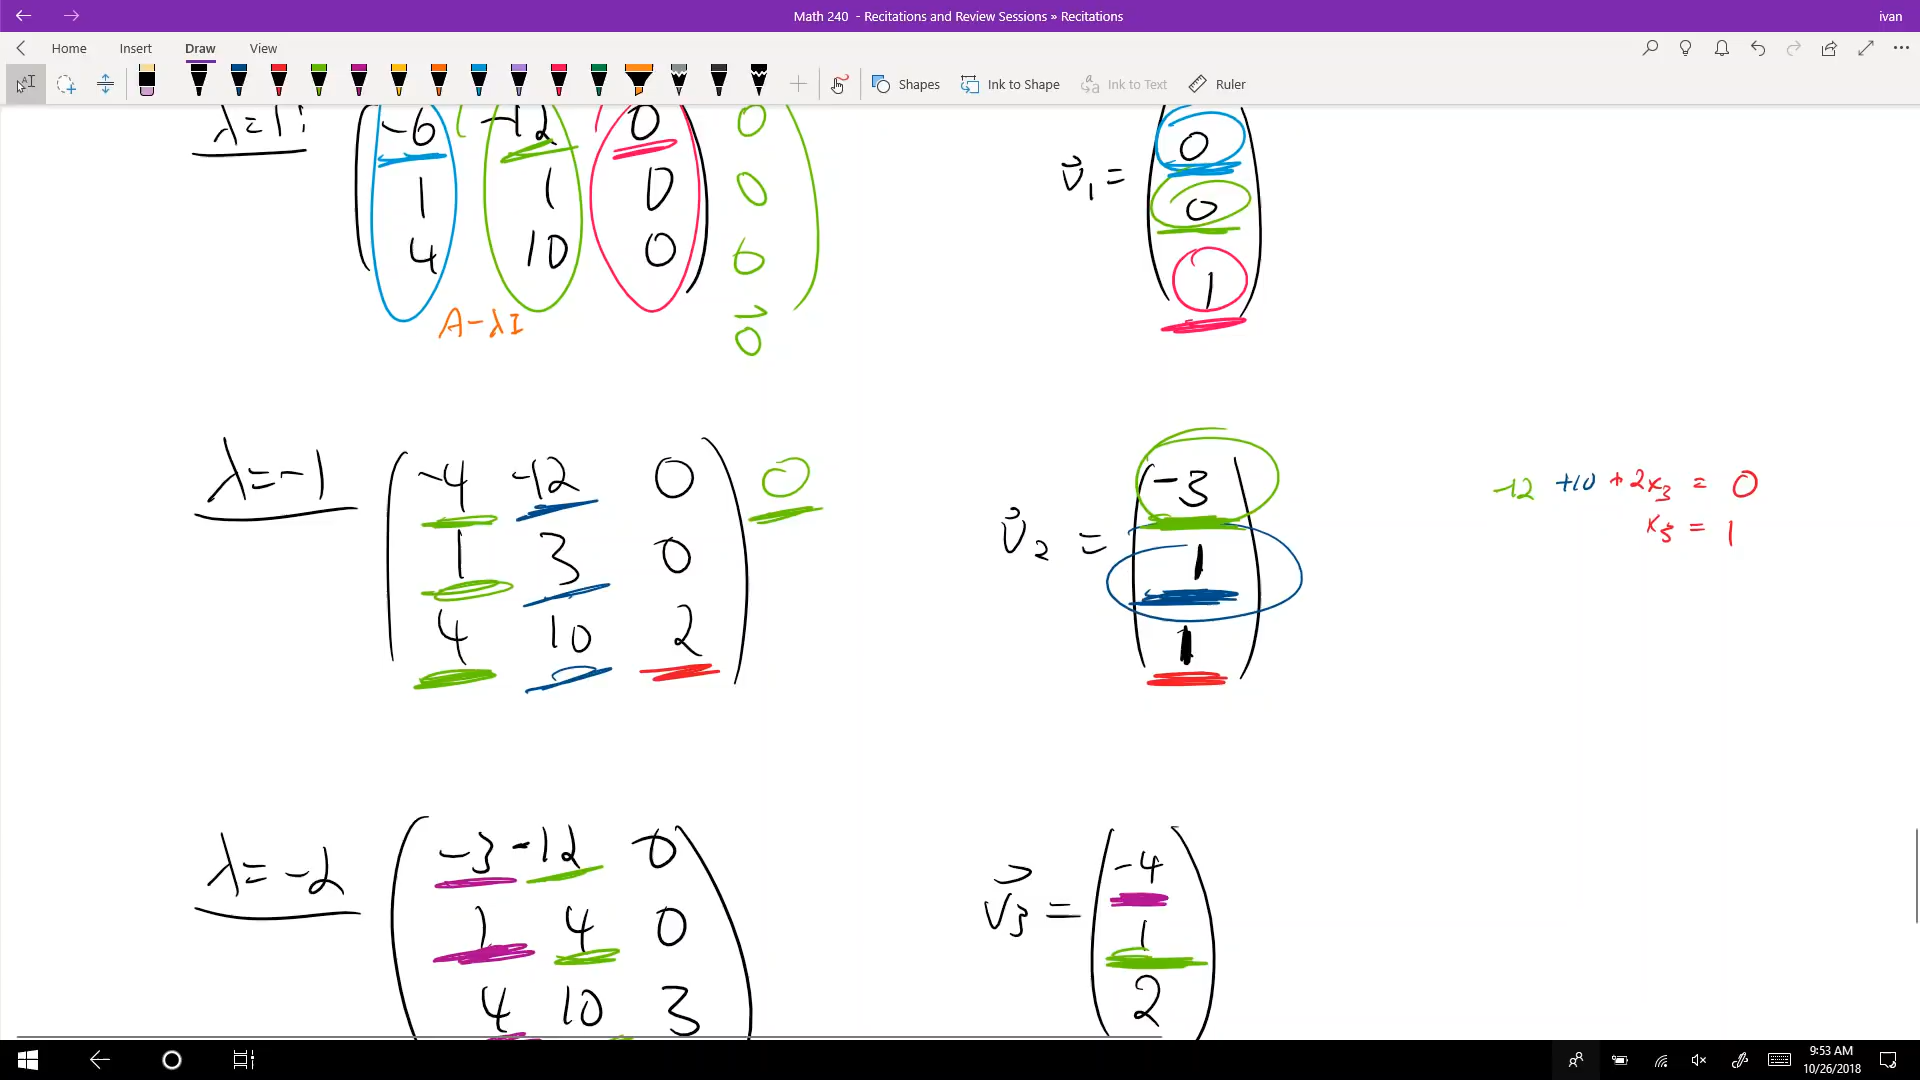 Math 240 - Recitations and Review Sessions » Recitations
ivan
Home Insert Draw View
Shapes Ink to Shape Ink to Text Ruler
λ=1: -6 -12 0 0
1 1 0 0
4 10 0 0
A-λI
0⃗
v⃗₁ =
0
0
1
λ=-1
-4 -12 0 0
1 3 0
4 10 2
v⃗₂ =
-3
1
1
-12 +10 +2x₃ = 0
x₃ = 1
λ=-2
-3 -12 0
1 4 0
4 10 3
v⃗₃ =
-4
1
2
9:53 AM
10/26/2018